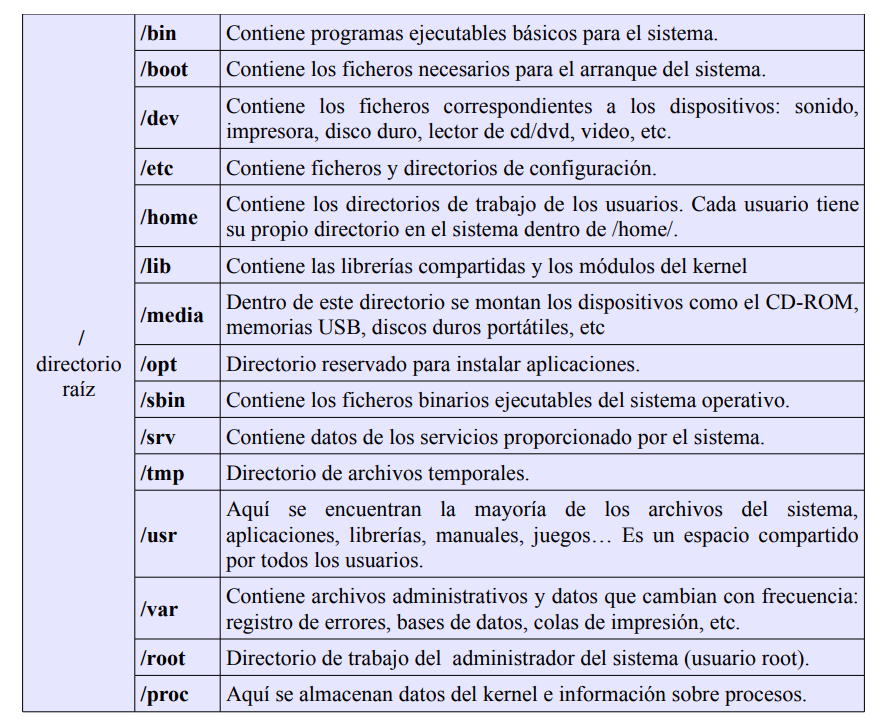 /
directorio
raíz
/bin Contiene programas ejecutables básicos para el sistema.
/boot Contiene los ficheros necesarios para el arranque del sistema.
/dev Contiene los ficheros correspondientes a los dispositivos: sonido,
impresora, disco duro, lector de cd/dvd, video, etc.
/etc Contiene ficheros y directorios de configuración.
/home Contiene los directorios de trabajo de los usuarios. Cada usuario tiene
su propio directorio en el sistema dentro de /home/.
/lib Contiene las librerías compartidas y los módulos del kernel
/media Dentro de este directorio se montan los dispositivos como el CD-ROM,
memorias USB, discos duros portátiles, etc
/opt Directorio reservado para instalar aplicaciones.
/sbin Contiene los ficheros binarios ejecutables del sistema operativo.
/srv Contiene datos de los servicios proporcionado por el sistema.
/tmp Directorio de archivos temporales.
/usr Aquí se encuentran la mayoría de los archivos del sistema,
aplicaciones, librerías, manuales, juegos… Es un espacio compartido
por todos los usuarios.
/var Contiene archivos administrativos y datos que cambian con frecuencia:
registro de errores, bases de datos, colas de impresión, etc.
/root Directorio de trabajo del administrador del sistema (usuario root).
/proc Aquí se almacenan datos del kernel e información sobre procesos.